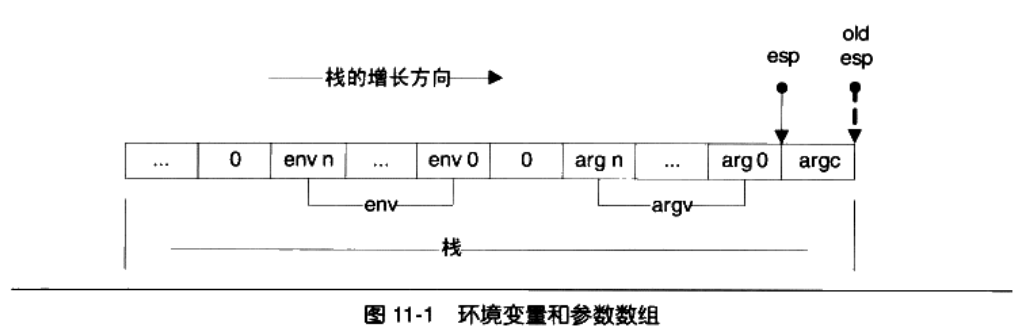 old
esp esp
栈的增长方向
... 0 env n ... env 0 0 arg n ... arg 0 argc
env argv
栈
图 11-1 环境变量和参数数组